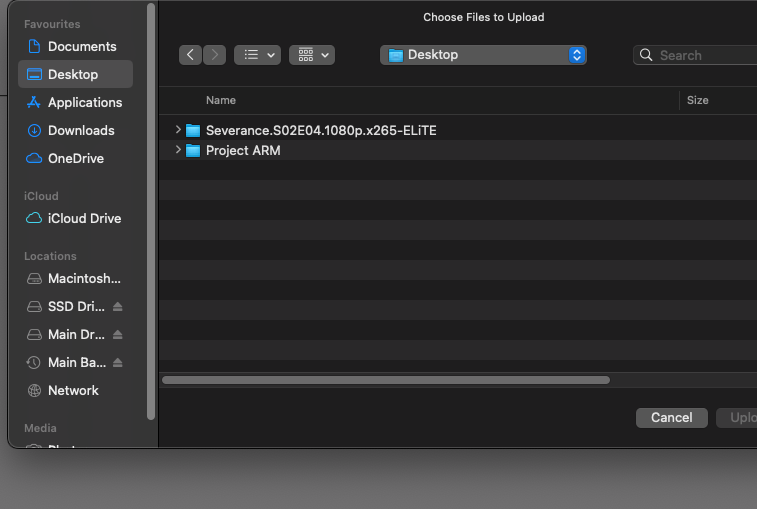 Choose Files to Upload
Favourites
Documents
Desktop
Applications
Downloads
OneDrive
iCloud
iCloud Drive
Locations
Macintosh...
SSD Dri...
Main Dr...
Main Ba...
Network
Media
Desktop
Search
Name
Size
Severance.S02E04.1080p.x265-ELiTE
Project ARM
Cancel
Uplo